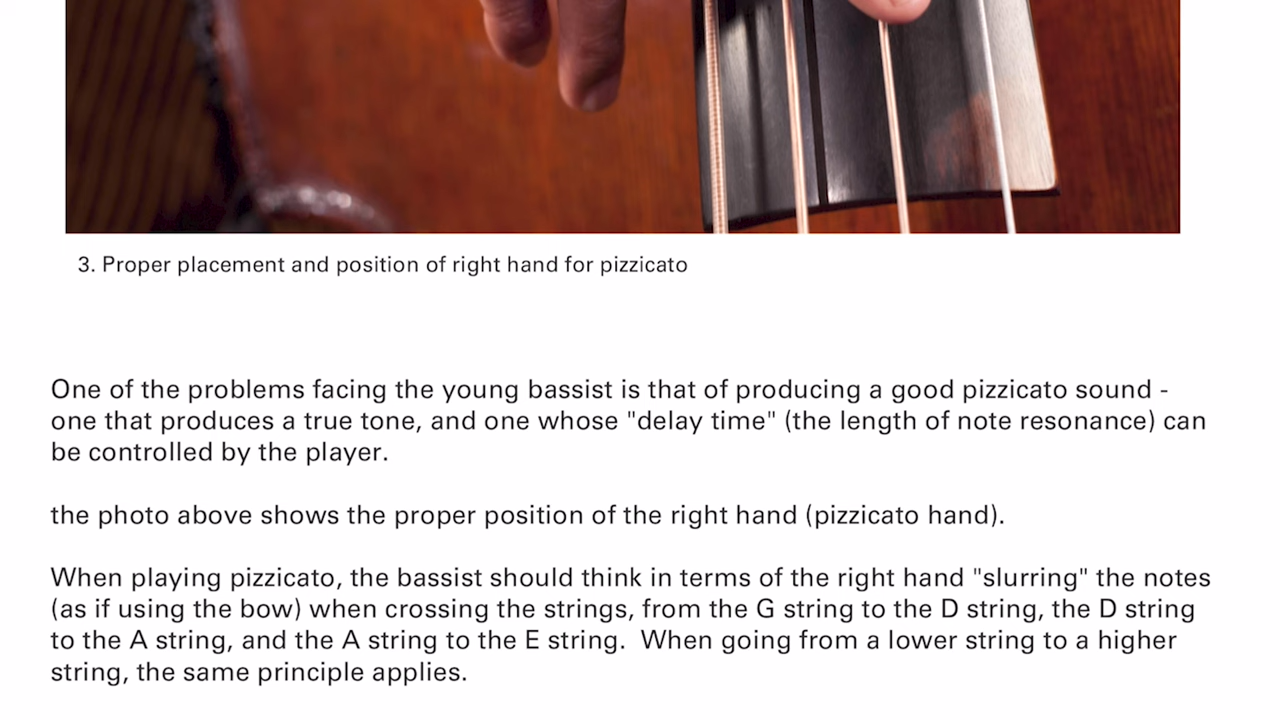 3. Proper placement and position of right hand for pizzicato
One of the problems facing the young bassist is that of producing a good pizzicato sound -
one that produces a true tone, and one whose "delay time" (the length of note resonance) can
be controlled by the player.
the photo above shows the proper position of the right hand (pizzicato hand).
When playing pizzicato, the bassist should think in terms of the right hand "slurring" the notes
(as if using the bow) when crossing the strings, from the G string to the D string, the D string
to the A string, and the A string to the E string.  When going from a lower string to a higher
string, the same principle applies.